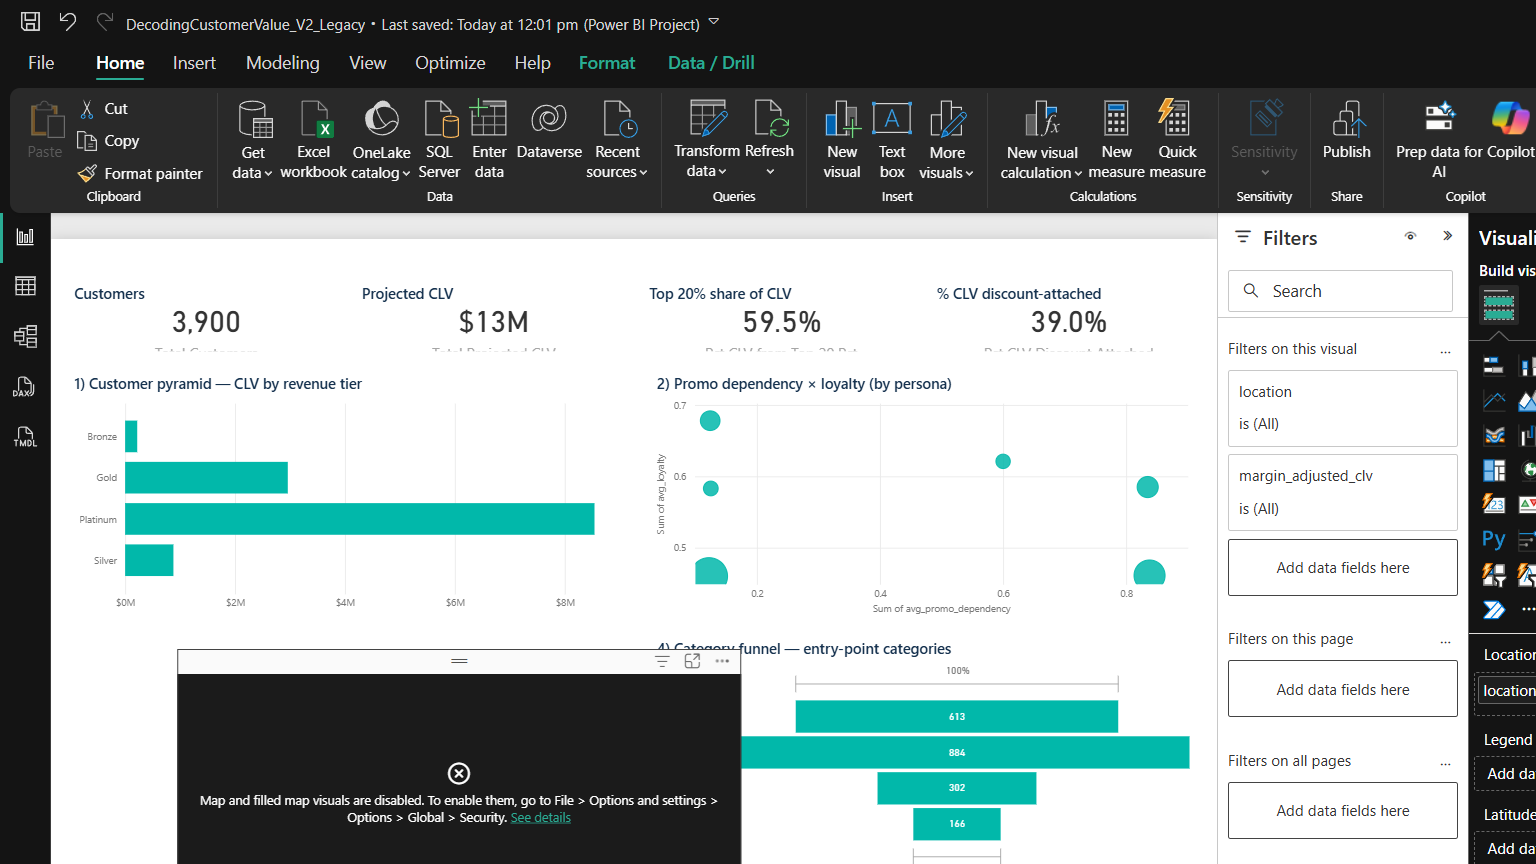 DecodingCustomerValue_V2_Legacy • Last saved: Today at 12:01 pm (Power BI Project)
File Home Insert Modeling View Optimize Help Format Data / Drill
Paste
Cut
Copy
Format painter
Clipboard
Get data
Excel workbook
OneLake catalog
SQL Server
Enter data
Dataverse
Recent sources
Data
Transform data
Refresh
Queries
New visual
Text box
More visuals
Insert
New visual calculation
New measure
Quick measure
Calculations
Sensitivity
Sensitivity
Publish
Share
Prep data for AI
Copilot
Copilot
DAX
TMDL
Customers
3,900
Projected CLV
$13M
Top 20% share of CLV
59.5%
% CLV discount-attached
39.0%
1) Customer pyramid — CLV by revenue tier
Bronze
Gold
Platinum
Silver
$0M $2M $4M $6M $8M
2) Promo dependency × loyalty (by persona)
0.7
0.6
0.5
Sum of avg_loyalty
0.2 0.4 0.6 0.8
Sum of avg_promo_dependency
Map and filled map visuals are disabled. To enable them, go to File > Options and settings >
Options > Global > Security. See details
4) Category funnel — entry-point categories
100%
613
884
302
166
Filters
Search
Filters on this visual
location
is (All)
margin_adjusted_clv
is (All)
Add data fields here
Filters on this page
Add data fields here
Filters on all pages
Add data fields here
Visuali
Build vis
123
Py
Location
location
Legend
Add da
Latitude
Add da